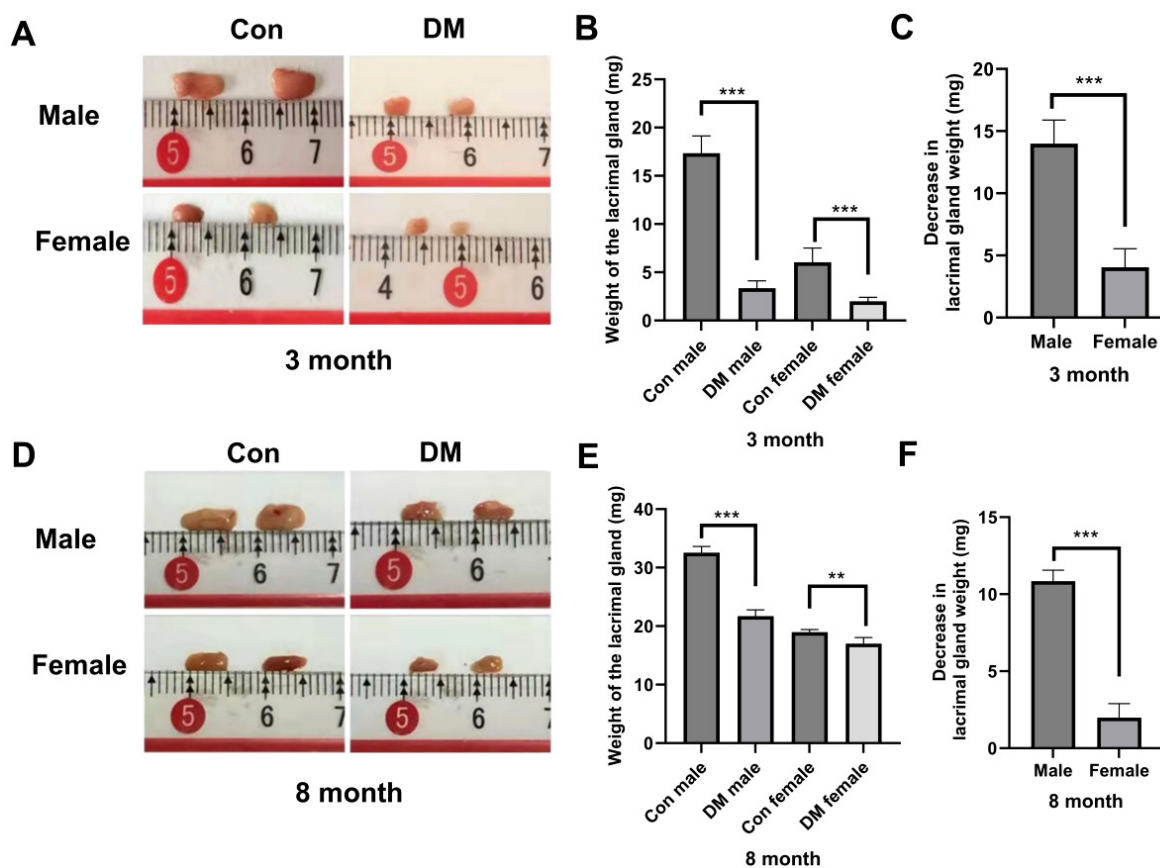 A
Con
DM
Male
5 6 7
5 6 7
Female
5 6 7
4 5 6
3 month
B
Weight of the lacrimal gland (mg)
25
20
15
10
5
0
***
***
Con male
DM male
Con female
DM female
3 month
C
Decrease in
lacrimal gland weight (mg)
20
15
10
5
0
***
Male Female
3 month
D
Con
DM
Male
5 6 7
5 6
Female
5 6 7
5 6 7
8 month
E
Weight of the lacrimal gland (mg)
40
30
20
10
0
***
**
Con male
DM male
Con female
DM female
8 month
F
Decrease in
lacrimal gland weight (mg)
15
10
5
0
***
Male Female
8 month